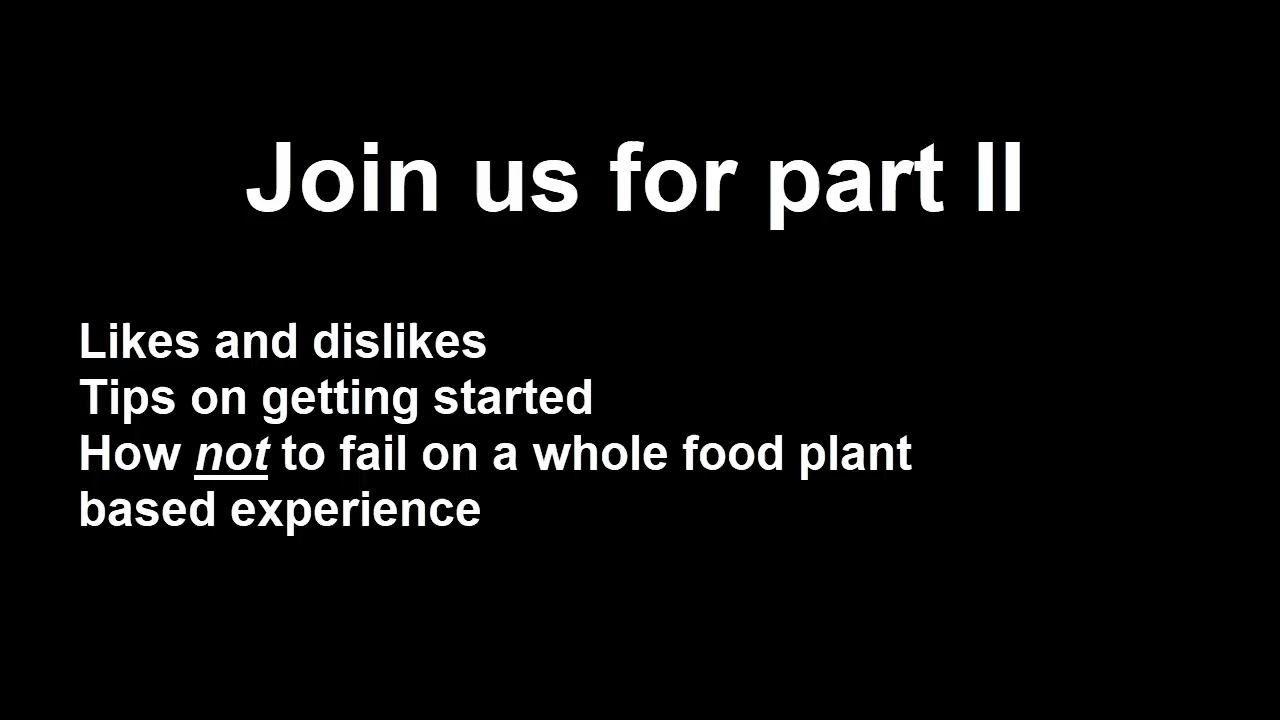 Join us for part II
Likes and dislikes
Tips on getting started
How not to fail on a whole food plant
based experience